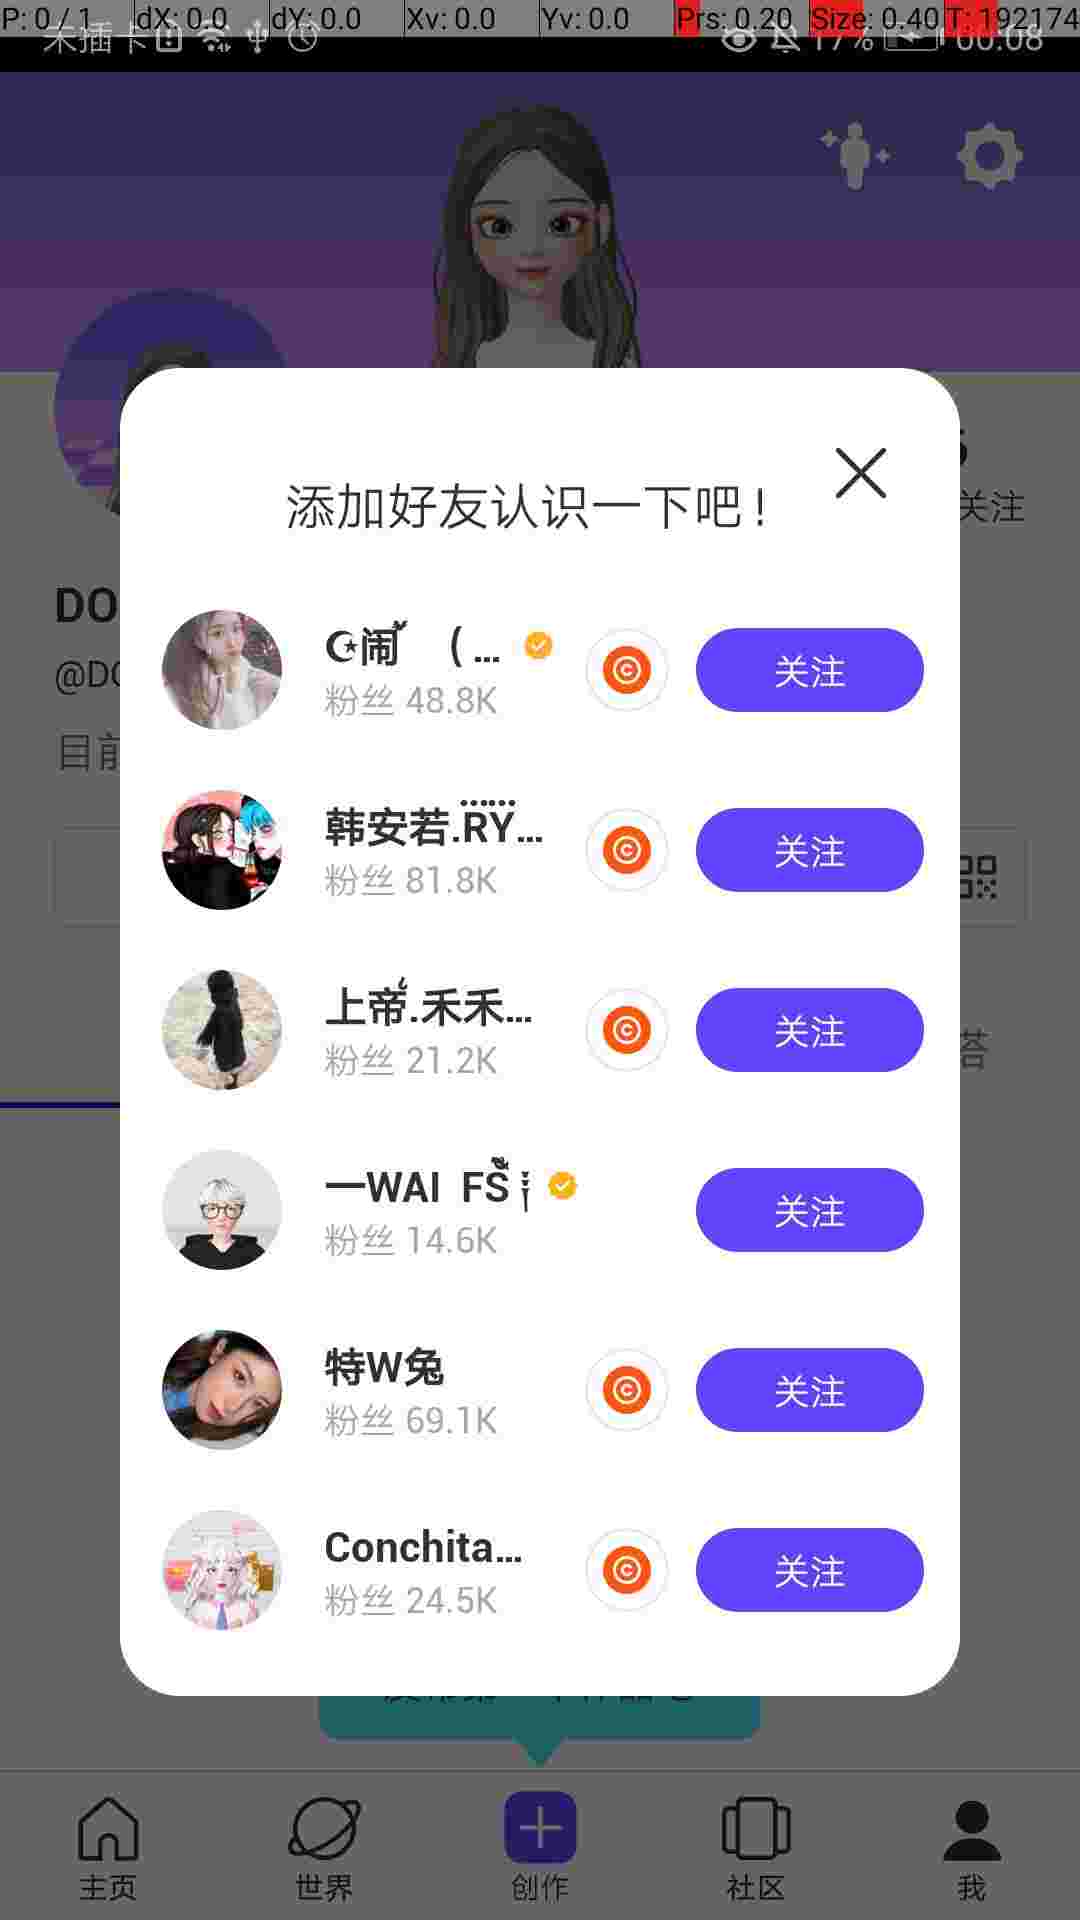 P: 0 / 1 dX: 0.0 dY: 0.0 Xv: 0.0 Yv: 0.0 Prs: 0.20 Size: 0.40 T: 192174
未插卡 17% 00:08
关注
添加好友认识一下吧!
DO
@DO
目前
闹 (...
粉丝 48.8K
关注
韩安若.RY...
粉丝 81.8K
关注
上帝.禾禾...
粉丝 21.2K
关注
一WAI FS
粉丝 14.6K
关注
特W兔
粉丝 69.1K
关注
Conchita...
粉丝 24.5K
关注
主页 世界 创作 社区 我